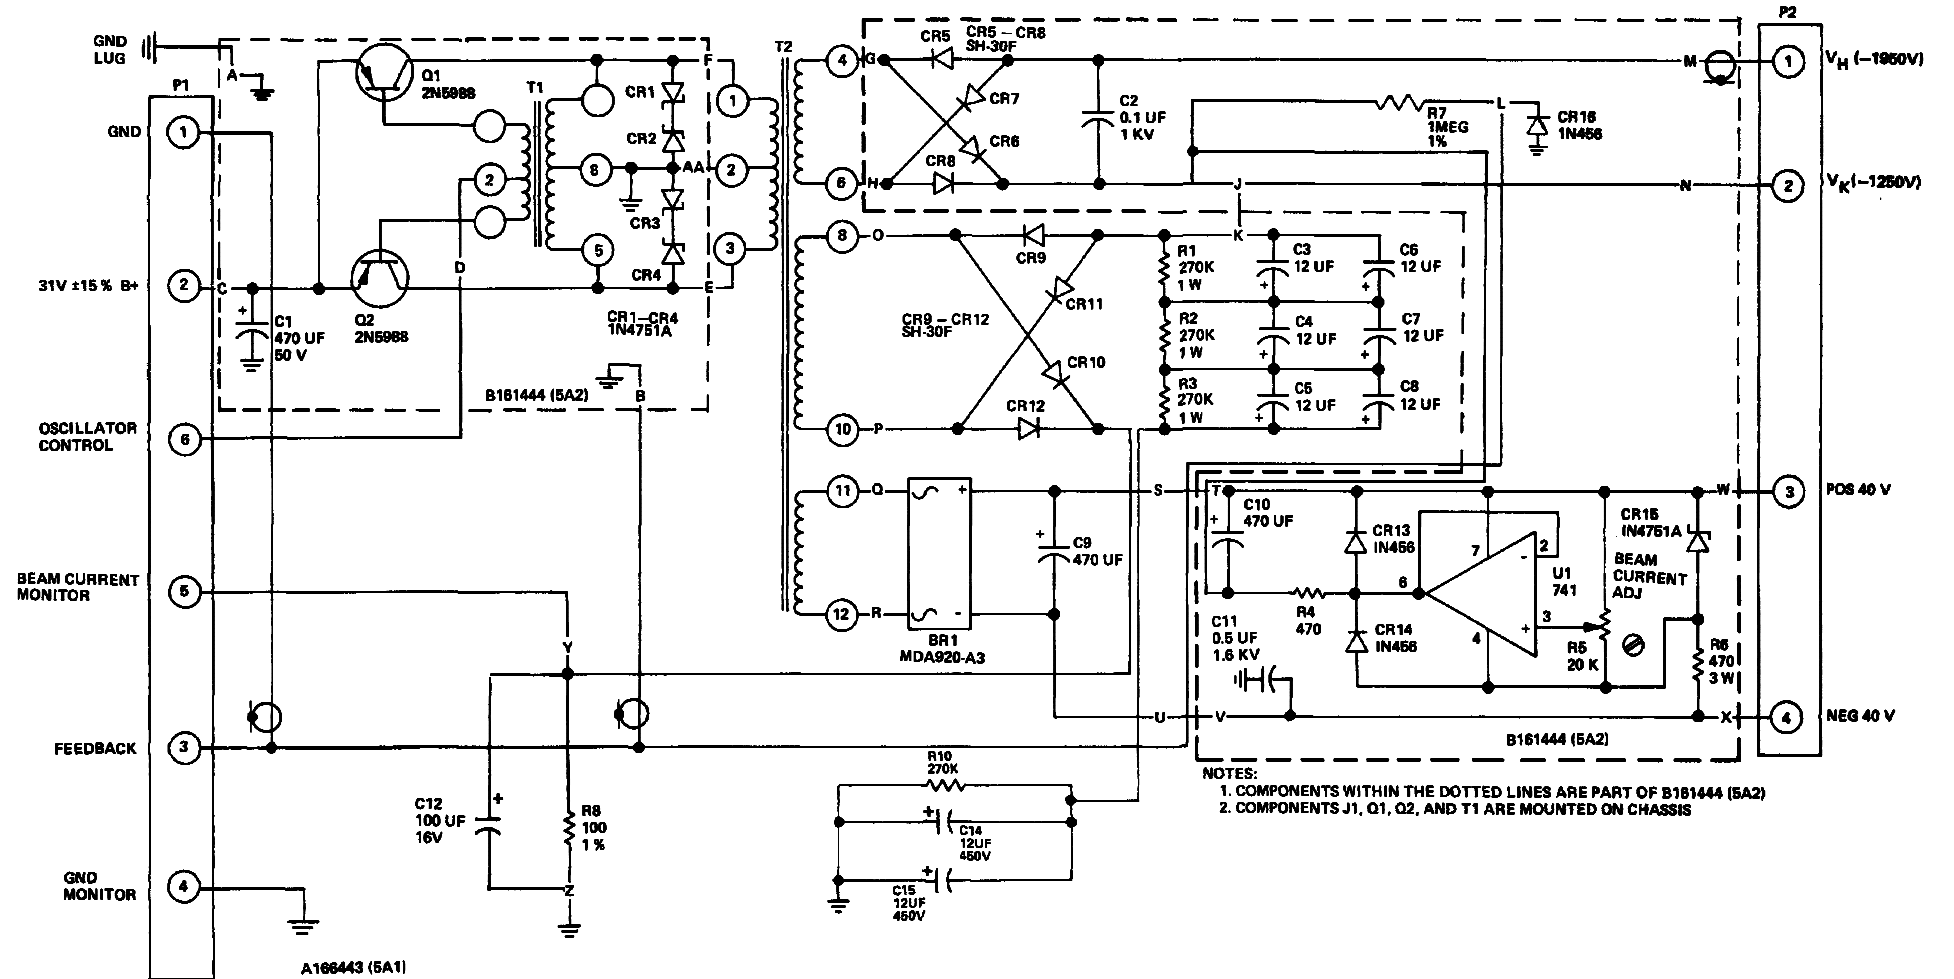 GND
LUG
P1
GND
1
31V ±15 % B+
2
OSCILLATOR
CONTROL
6
BEAM CURRENT
MONITOR
5
FEEDBACK
3
GND
MONITOR
4
A166443 (5A1)
A
C
+
C1
470 UF
50 V
Q1
2N5988
Q2
2N5988
D
2
T1
8
5
CR1
CR2
AA
CR3
CR4
CR1–CR4
1N4751A
F
E
B
B161444 (5A2)
1
2
3
T2
4
G
6
H
8
O
10
P
11
Q
12
R
CR5
CR5 – CR8
SH-30F
CR7
CR6
CR8
C2
0.1 UF
1 KV
R7
1MEG
1%
L
CR16
1N456
M
J
N
K
CR9
CR11
CR9 – CR12
SH-30F
CR10
CR12
R1
270K
1 W
R2
270K
1 W
R3
270K
1 W
C3
12 UF
+
C4
12 UF
+
C5
12 UF
+
C6
12 UF
+
C7
12 UF
+
C8
12 UF
+
+
-
BR1
MDA920-A3
+
C9
470 UF
S
U
T
+
C10
470 UF
C11
0.5 UF
1.6 KV
V
R4
470
CR13
IN456
CR14
IN456
6
7
4
-
2
+
3
U1
741
BEAM
CURRENT
ADJ
R5
20 K
CR15
IN4751A
R6
470
3 W
W
X
B161444 (5A2)
P2
1
V_H (–1950V)
2
V_K (–1250V)
3
POS 40 V
4
NEG 40 V
Y
C12
100 UF
16V
+
R8
100
1 %
Z
R10
270K
+
C14
12UF
450V
+
C15
12UF
450V
NOTES:
1. COMPONENTS WITHIN THE DOTTED LINES ARE PART OF B161444 (5A2)
2. COMPONENTS J1, Q1, Q2, AND T1 ARE MOUNTED ON CHASSIS